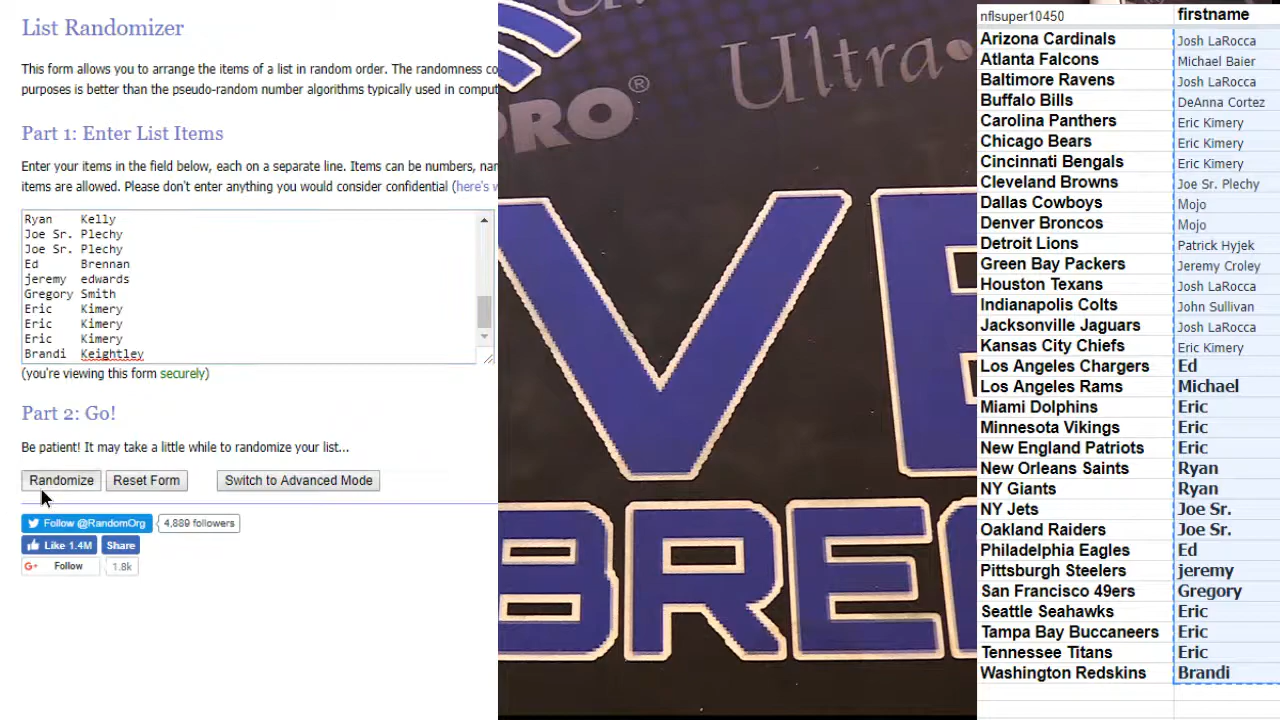 List Randomizer
This form allows you to arrange the items of a list in random order. The randomness co
purposes is better than the pseudo-random number algorithms typically used in comput
Part 1: Enter List Items
Enter your items in the field below, each on a separate line. Items can be numbers, nam
items are allowed. Please don't enter anything you would consider confidential (here's w
Ryan Kelly
Joe Sr. Plechy
Joe Sr. Plechy
Ed Brennan
jeremy edwards
Gregory Smith
Eric Kimery
Eric Kimery
Eric Kimery
Brandi Keightley
(you're viewing this form securely)
Part 2: Go!
Be patient! It may take a little while to randomize your list...
Randomize Reset Form Switch to Advanced Mode
Follow @RandomOrg 4,889 followers
Like 1.4M Share
G+ Follow 1.8k
Ultra
PRO®
VE
BREA
nflsuper10450 firstname
Arizona Cardinals Josh LaRocca
Atlanta Falcons Michael Baier
Baltimore Ravens Josh LaRocca
Buffalo Bills DeAnna Cortez
Carolina Panthers Eric Kimery
Chicago Bears Eric Kimery
Cincinnati Bengals Eric Kimery
Cleveland Browns Joe Sr. Plechy
Dallas Cowboys Mojo
Denver Broncos Mojo
Detroit Lions Patrick Hyjek
Green Bay Packers Jeremy Croley
Houston Texans Josh LaRocca
Indianapolis Colts John Sullivan
Jacksonville Jaguars Josh LaRocca
Kansas City Chiefs Eric Kimery
Los Angeles Chargers Ed
Los Angeles Rams Michael
Miami Dolphins Eric
Minnesota Vikings Eric
New England Patriots Eric
New Orleans Saints Ryan
NY Giants Ryan
NY Jets Joe Sr.
Oakland Raiders Joe Sr.
Philadelphia Eagles Ed
Pittsburgh Steelers jeremy
San Francisco 49ers Gregory
Seattle Seahawks Eric
Tampa Bay Buccaneers Eric
Tennessee Titans Eric
Washington Redskins Brandi